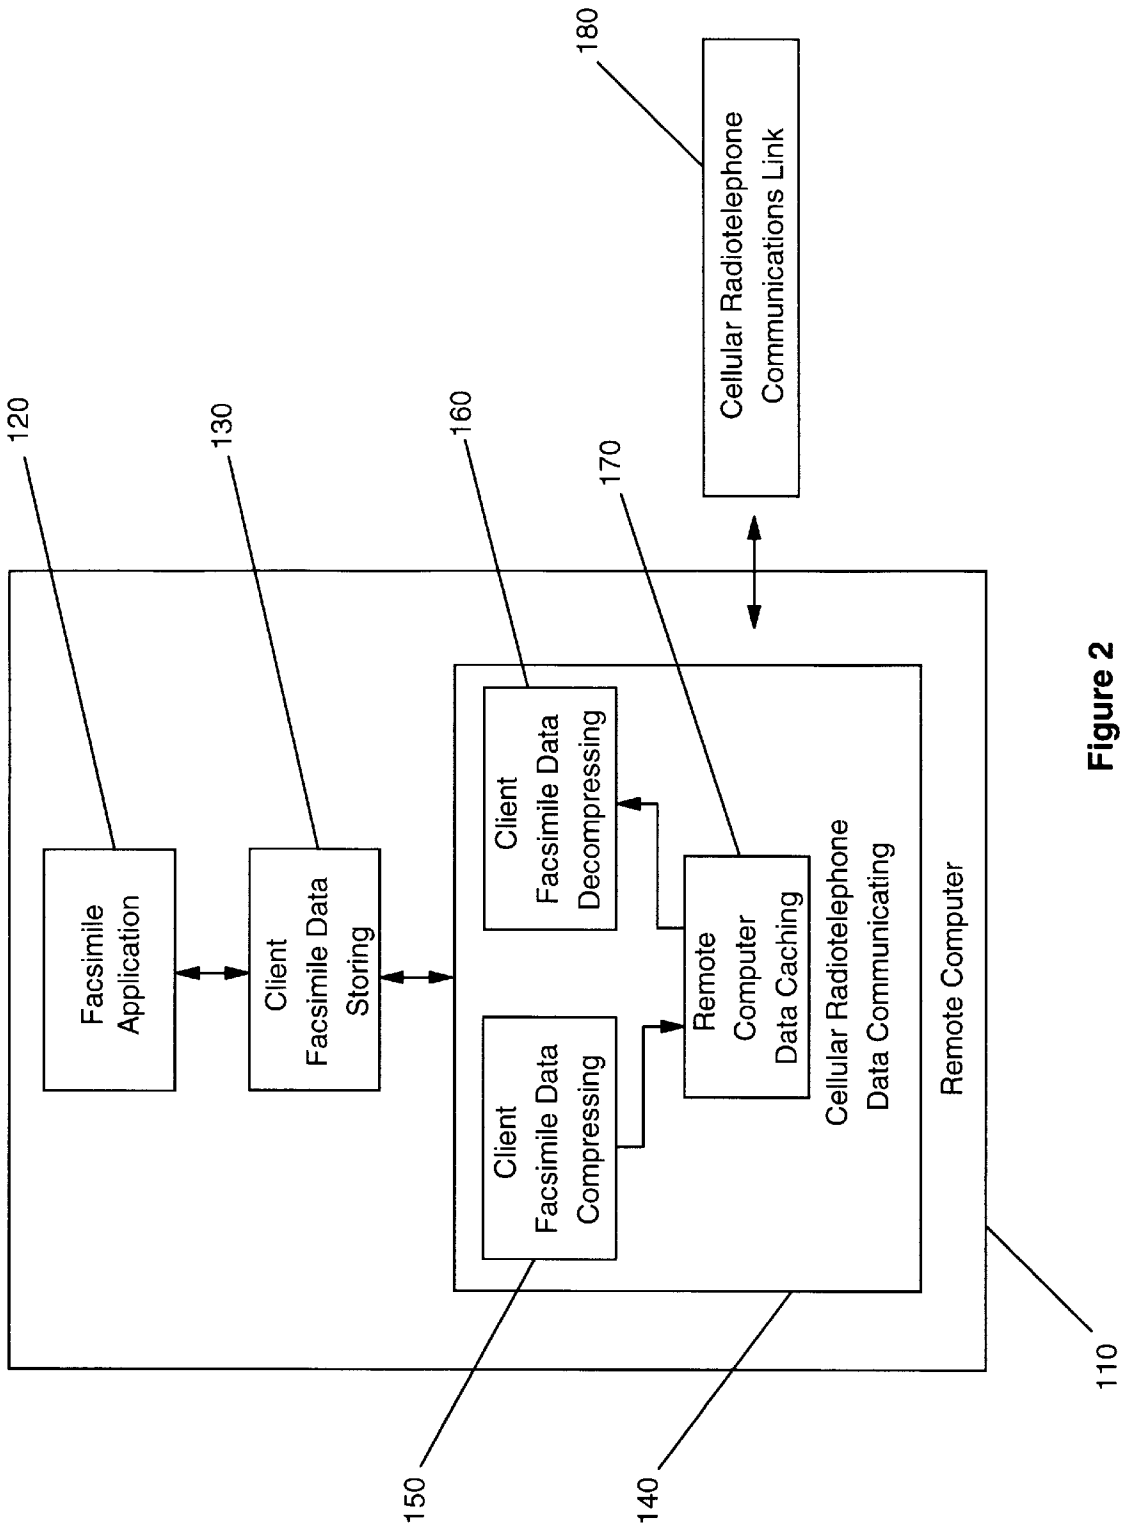 120
Facsimile
Application
130
Client
Facsimile Data
Storing
160
Client
Facsimile Data
Decompressing
150
Client
Facsimile Data
Compressing
170
Remote
Computer
Data Caching
140
Cellular Radiotelephone
Data Communicating
110
Remote Computer
180
Cellular Radiotelephone
Communications Link
Figure 2